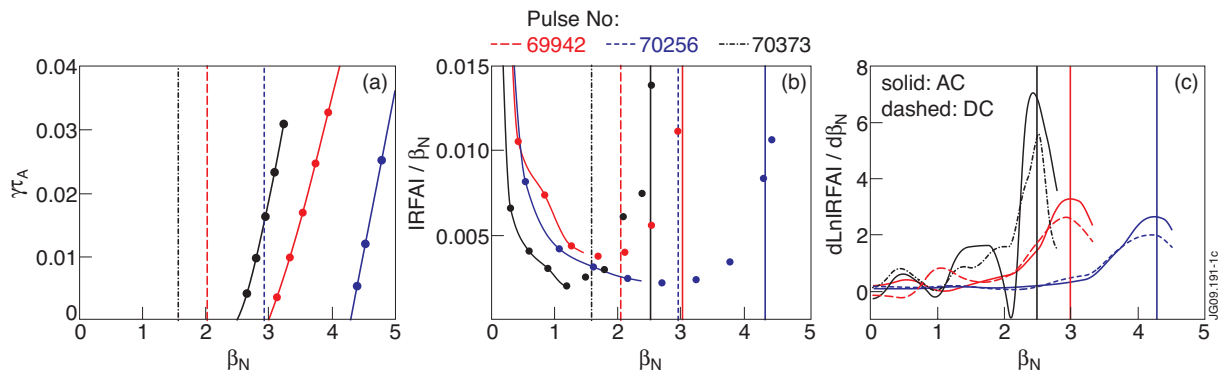 Pulse No:
69942 70256 70373
0.04
0.03
0.02
0.01
0
γτA
(a)
0 1 2 3 4 5
βN
0.015
0.010
0.005
IRFAI / βN
(b)
0 1 2 3 4 5
βN
8
6
4
2
0
dLnIRFAI / dβN
solid: AC
dashed: DC
(c)
0 1 2 3 4 5
βN
JG09.191-1c